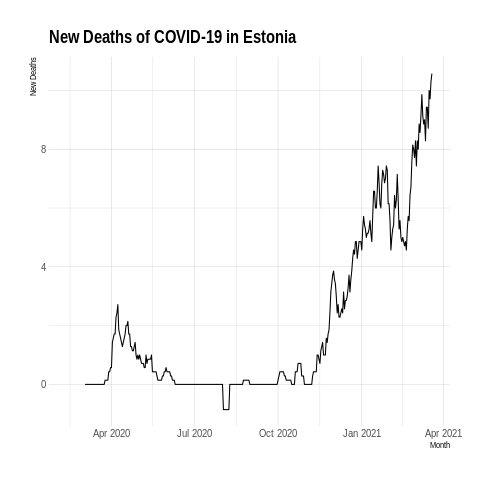 New Deaths of COVID-19 in Estonia
New Deaths
8
4
0
Apr 2020 Jul 2020 Oct 2020 Jan 2021 Apr 2021
Month